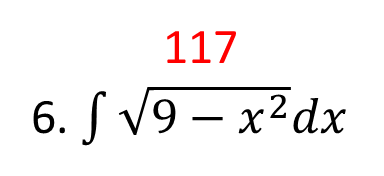 117
6. ∫ √9 − x² dx